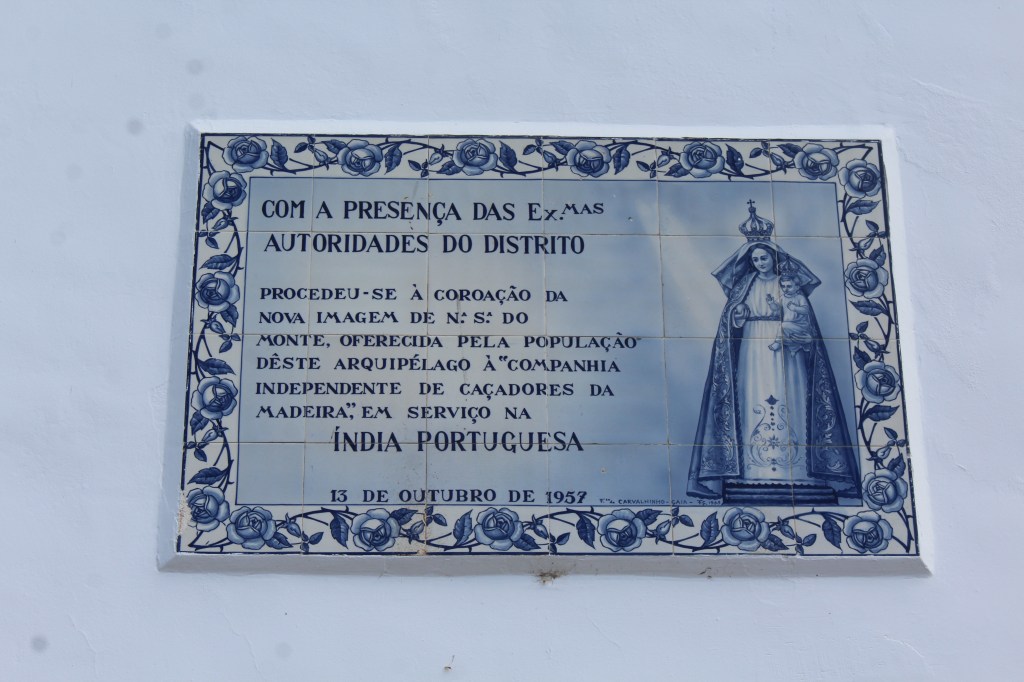 COM A PRESENÇA DAS EX.MAS
AUTORIDADES DO DISTRITO
PROCEDEU-SE À COROAÇÃO DA
NOVA IMAGEM DE N.ª S.ª DO
MONTE, OFERECIDA PELA POPULAÇÃO
DÊSTE ARQUIPÉLAGO À "COMPANHIA
INDEPENDENTE DE CAÇADORES DA
MADEIRA", EM SERVIÇO NA
ÍNDIA PORTUGUESA
13 DE OUTUBRO DE 1957
CARVALHINHO - GAIA -